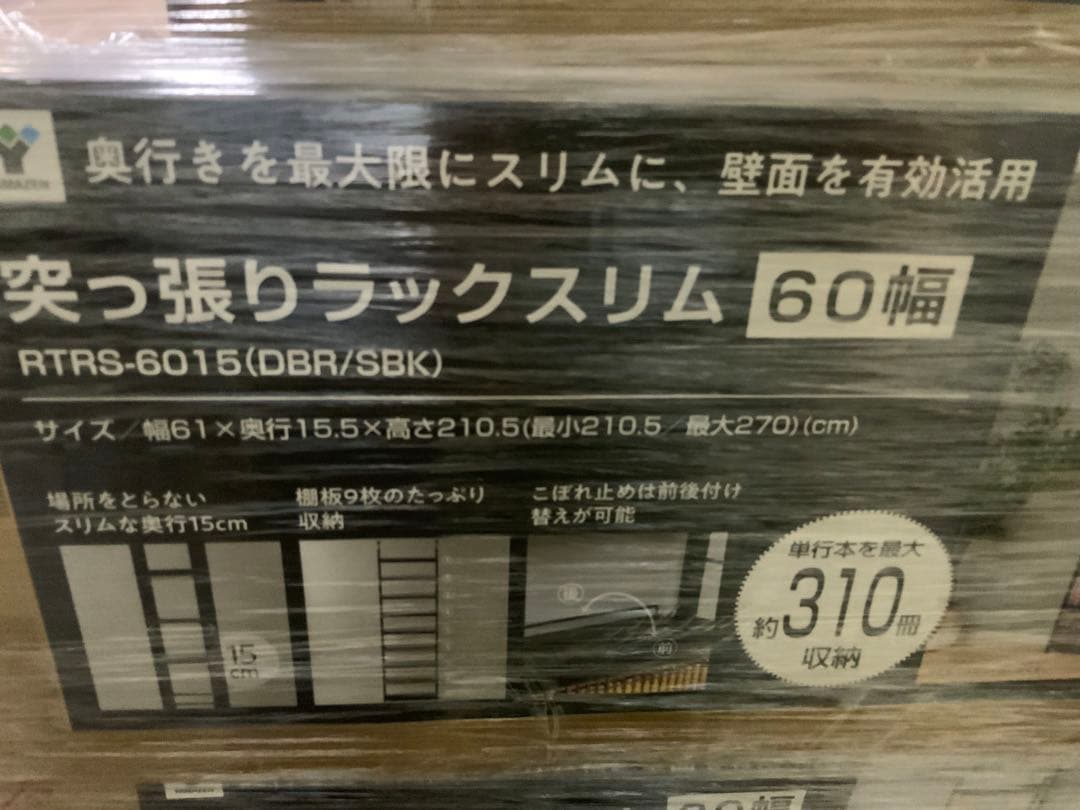 奥行きを最大限にスリムに、壁面を有効活用
突っ張りラックスリム 60幅
RTRS-6015(DBR/SBK)
サイズ/幅61×奥行15.5×高さ210.5(最小210.5/最大270)(cm)
場所をとらない
スリムな奥行15cm
棚板9枚のたっぷり
収納
こぼれ止めは前後付け
替えが可能
15
cm
後
前
単行本を最大
約310冊
収納
60幅